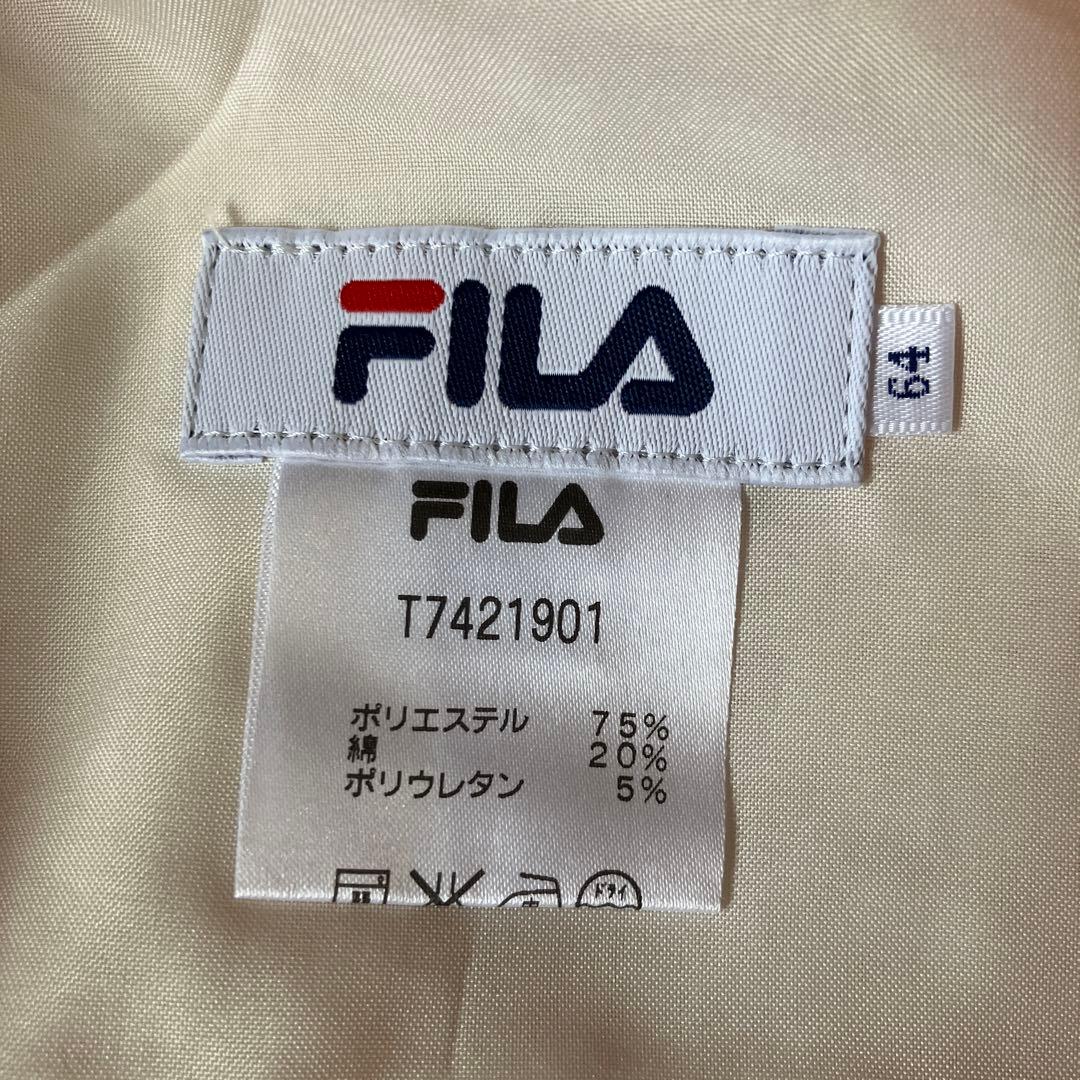 FILA
64
FILA
T7421901
ポリエステル 75%
綿 20%
ポリウレタン 5%
ドライ